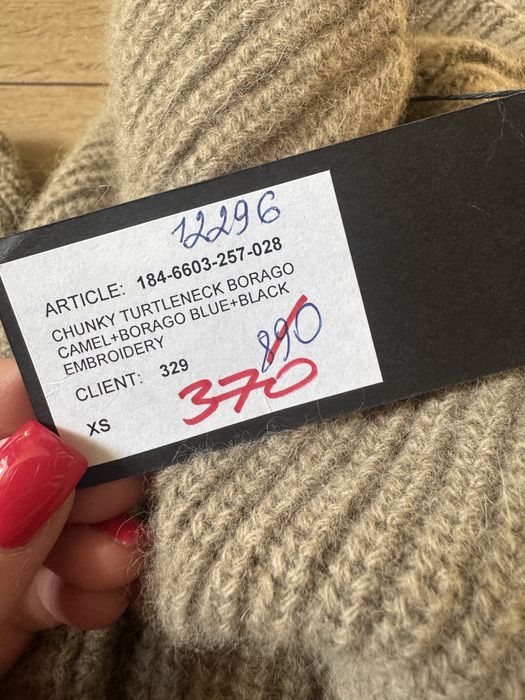 12296
ARTICLE: 184-6603-257-028
CHUNKY TURTLENECK BORAGO
CAMEL+BORAGO BLUE+BLACK
EMBROIDERY
890
CLIENT: 329
370
XS